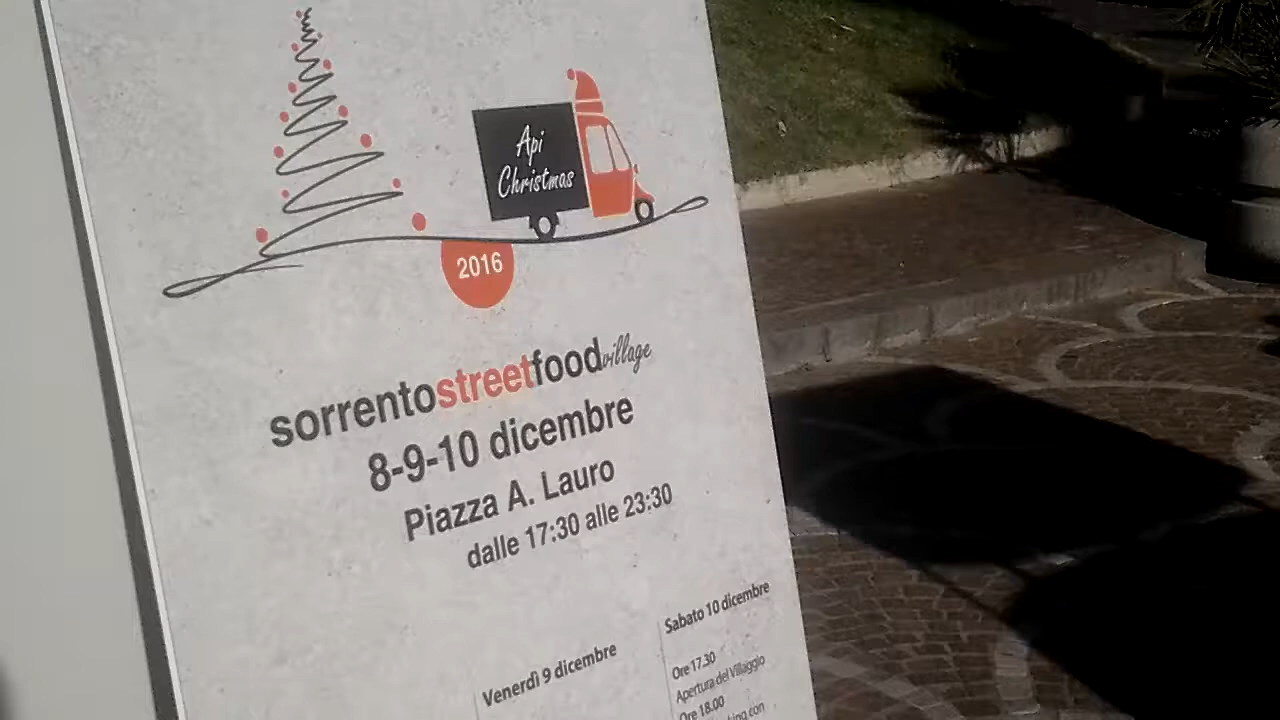 Api
Christmas
2016
sorrentostreetfoodvillage
8-9-10 dicembre
Piazza A. Lauro
dalle 17:30 alle 23:30
Venerdì 9 dicembre
Sabato 10 dicembre
Ore 17.30
Apertura del Villaggio
Ore 18.00
con